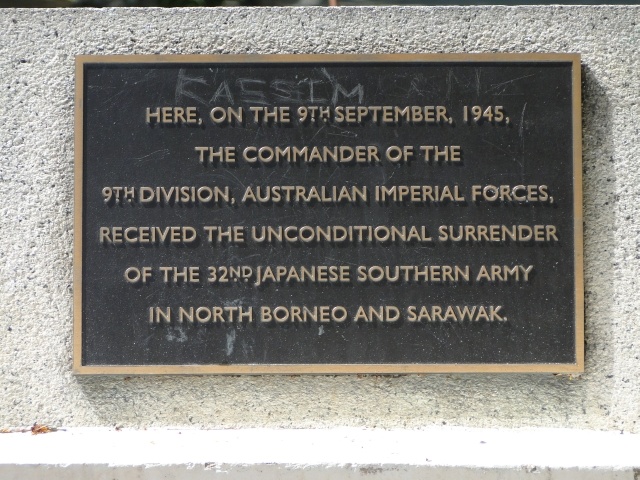 KASSIM
HERE, ON THE 9TH SEPTEMBER, 1945,
THE COMMANDER OF THE
9TH DIVISION, AUSTRALIAN IMPERIAL FORCES,
RECEIVED THE UNCONDITIONAL SURRENDER
OF THE 32ND JAPANESE SOUTHERN ARMY
IN NORTH BORNEO AND SARAWAK.